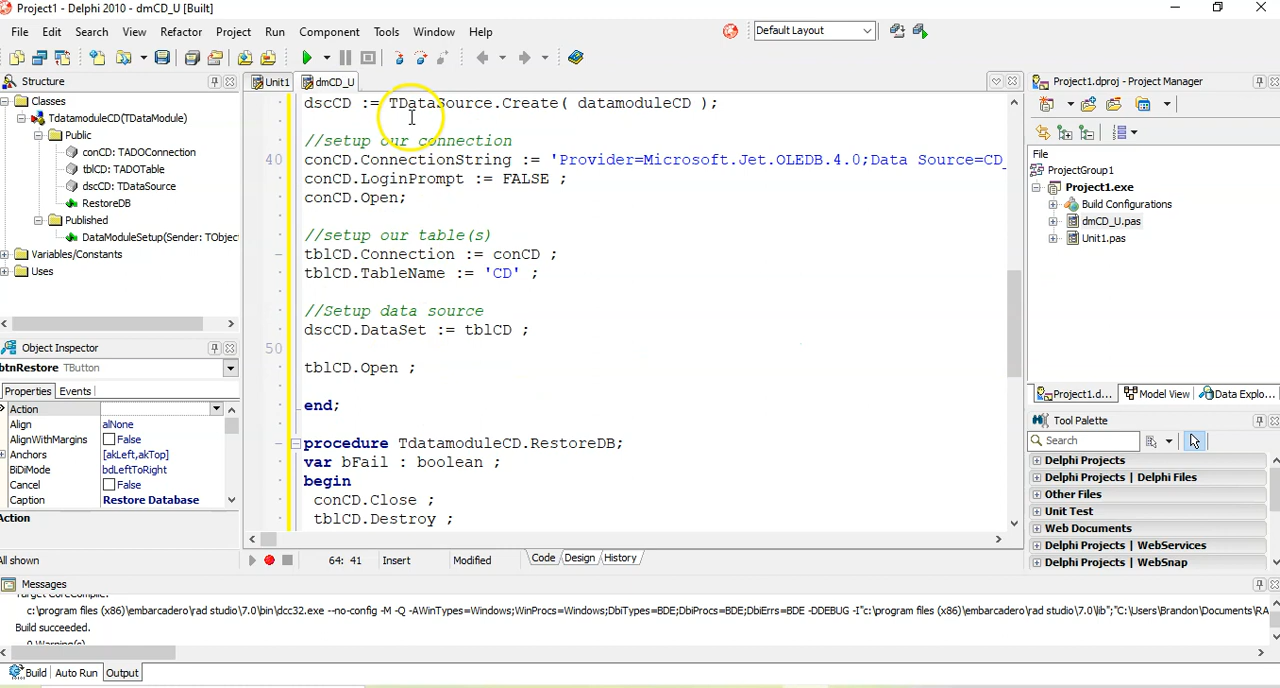 Project1 - Delphi 2010 - dmCD_U [Built]
File Edit Search View Refactor Project Run Component Tools Window Help
Default Layout
Structure
Classes
TdatamoduleCD(TDataModule)
Public
conCD: TADOConnection
tblCD: TADOTable
dscCD: TDataSource
RestoreDB
Published
DataModuleSetup(Sender: TObject
Variables/Constants
Uses
Object Inspector
btnRestore TButton
Properties Events
Action
Align alNone
AlignWithMargins False
Anchors [akLeft,akTop]
BiDiMode bdLeftToRight
Cancel False
Caption Restore Database
Action
All shown
Unit1 dmCD_U
dscCD := TDataSource.Create( datamoduleCD );
//setup our connection
40 conCD.ConnectionString := 'Provider=Microsoft.Jet.OLEDB.4.0;Data Source=CD_
conCD.LoginPrompt := FALSE ;
conCD.Open;
//setup our table(s)
tblCD.Connection := conCD ;
tblCD.TableName := 'CD' ;
//Setup data source
dscCD.DataSet := tblCD ;
50
tblCD.Open ;
end;
procedure TdatamoduleCD.RestoreDB;
var bFail : boolean ;
begin
conCD.Close ;
tblCD.Destroy ;
64: 41 Insert Modified Code Design History
Project1.dproj - Project Manager
File
ProjectGroup1
Project1.exe
Build Configurations
dmCD_U.pas
Unit1.pas
Project1.d... Model View Data Explo...
Tool Palette
Search
Delphi Projects
Delphi Projects | Delphi Files
Other Files
Unit Test
Web Documents
Delphi Projects | WebServices
Delphi Projects | WebSnap
Messages
Target CoreCompile:
c:\program files (x86)\embarcadero\rad studio\7.0\bin\dcc32.exe --no-config -M -Q -AWinTypes=Windows;WinProcs=Windows;DbiTypes=BDE;DbiProcs=BDE;DbiErrs=BDE -DDEBUG -I"c:\program files (x86)\embarcadero\rad studio\7.0\lib";"C:\Users\Brandon\Documents\RA
Build succeeded.
0 Warning(s)
Build Auto Run Output